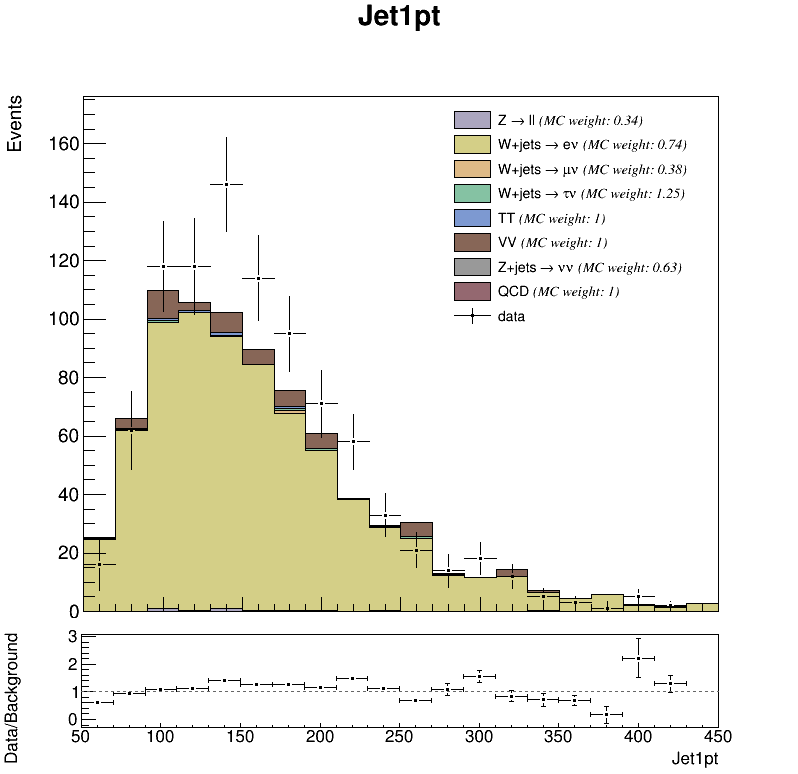 Jet1pt
Events
160
140
120
100
80
60
40
20
0
Z → ll (MC weight: 0.34)
W+jets → eν (MC weight: 0.74)
W+jets → μν (MC weight: 0.38)
W+jets → τν (MC weight: 1.25)
TT (MC weight: 1)
VV (MC weight: 1)
Z+jets → νν (MC weight: 0.63)
QCD (MC weight: 1)
data
Data/Background
3
2
1
0
50 100 150 200 250 300 350 400 450
Jet1pt